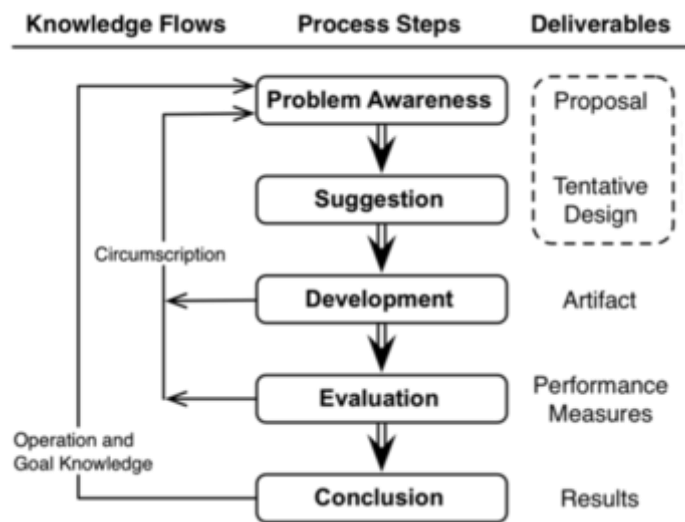 Knowledge Flows Process Steps Deliverables
Problem Awareness Proposal
Suggestion Tentative
Design
Circumscription
Development Artifact
Evaluation Performance
Measures
Operation and
Goal Knowledge
Conclusion Results